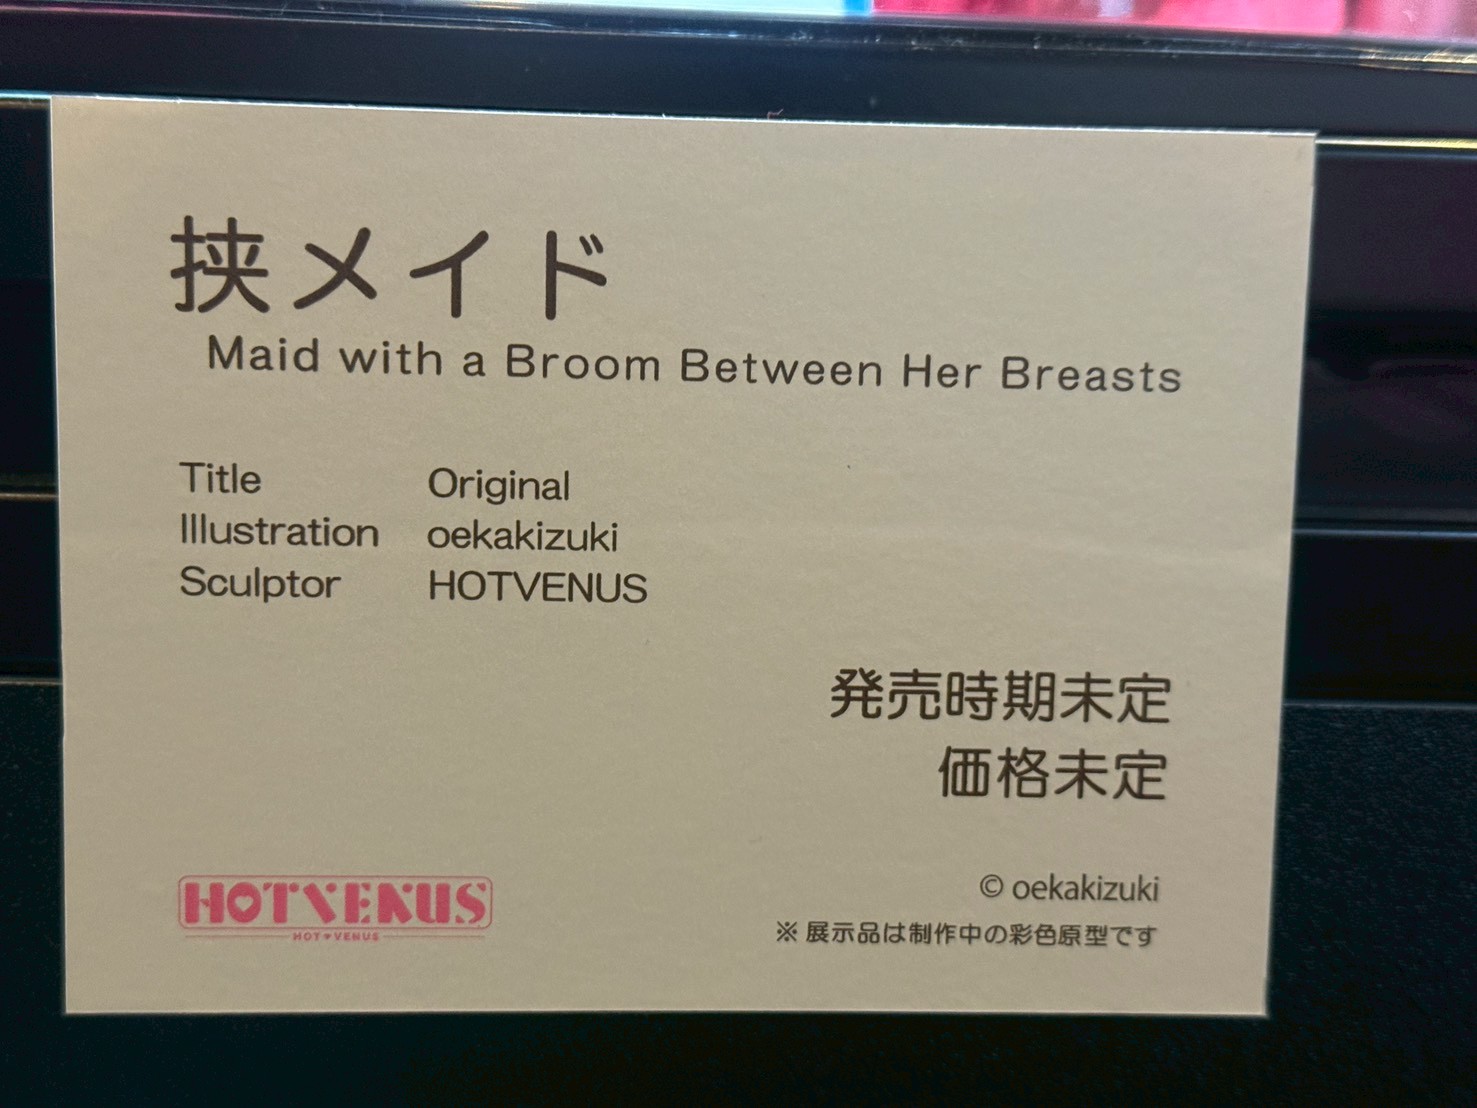 挟メイド
Maid with a Broom Between Her Breasts
Title Original
Illustration oekakizuki
Sculptor HOTVENUS
発売時期未定
価格未定
HOTVENUS
HOT♥VENUS
© oekakizuki
※ 展示品は制作中の彩色原型です